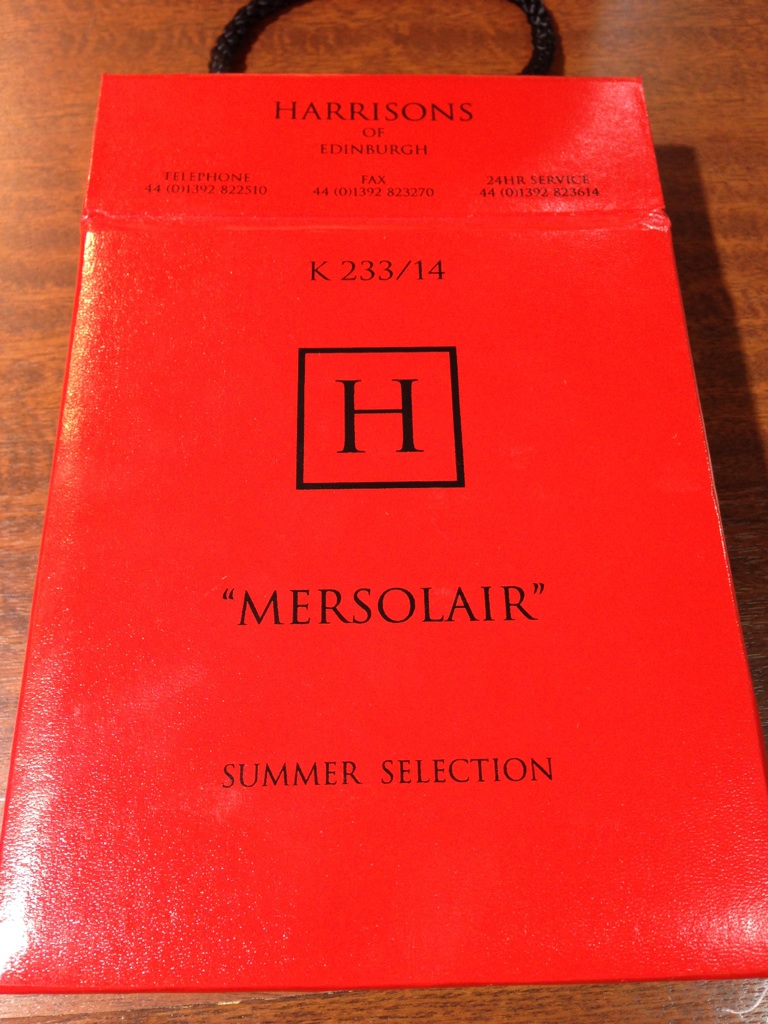 HARRISONS
OF
EDINBURGH
TELEPHONE FAX 24HR SERVICE
44 (0)1392 822510 44 (0)1392 823270 44 (0)1392 823614
K 233/14
H
“MERSOLAIR”
SUMMER SELECTION